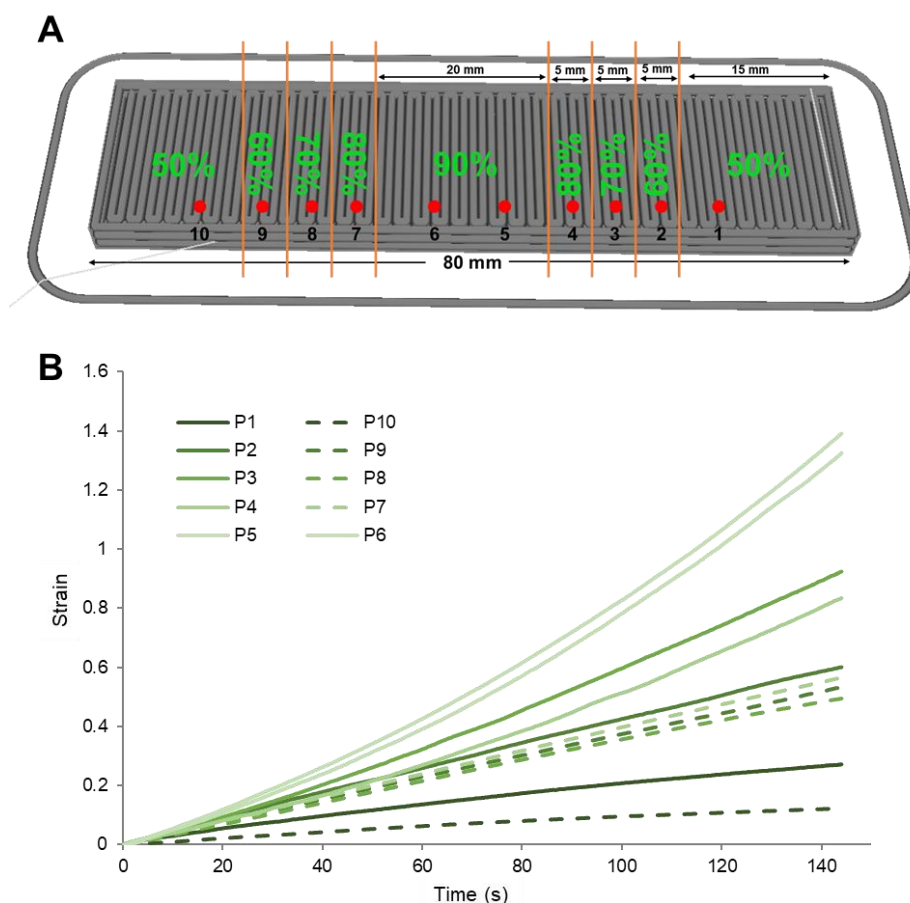 A
20 mm
5 mm
5 mm
5 mm
15 mm
50%
60%
70%
80%
90%
80%
70%
60%
50%
10
9
8
7
6
5
4
3
2
1
80 mm
B
1.6
1.4
1.2
1
0.8
0.6
0.4
0.2
0
Strain
P1
P10
P2
P9
P3
P8
P4
P7
P5
P6
0
20
40
60
80
100
120
140
Time (s)